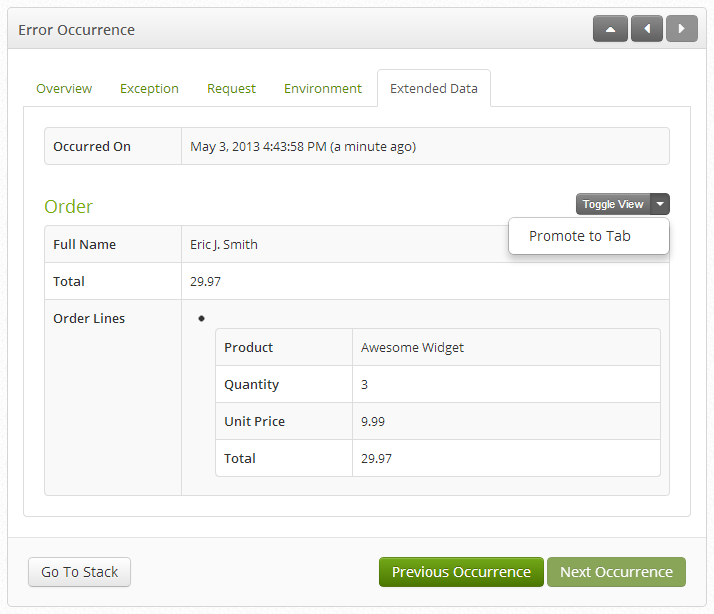 Error Occurrence
Overview Exception Request Environment Extended Data
Occurred On May 3, 2013 4:43:58 PM (a minute ago)
Order Toggle View
Promote to Tab
Full Name Eric J. Smith
Total 29.97
Order Lines
Product Awesome Widget
Quantity 3
Unit Price 9.99
Total 29.97
Go To Stack Previous Occurrence Next Occurrence